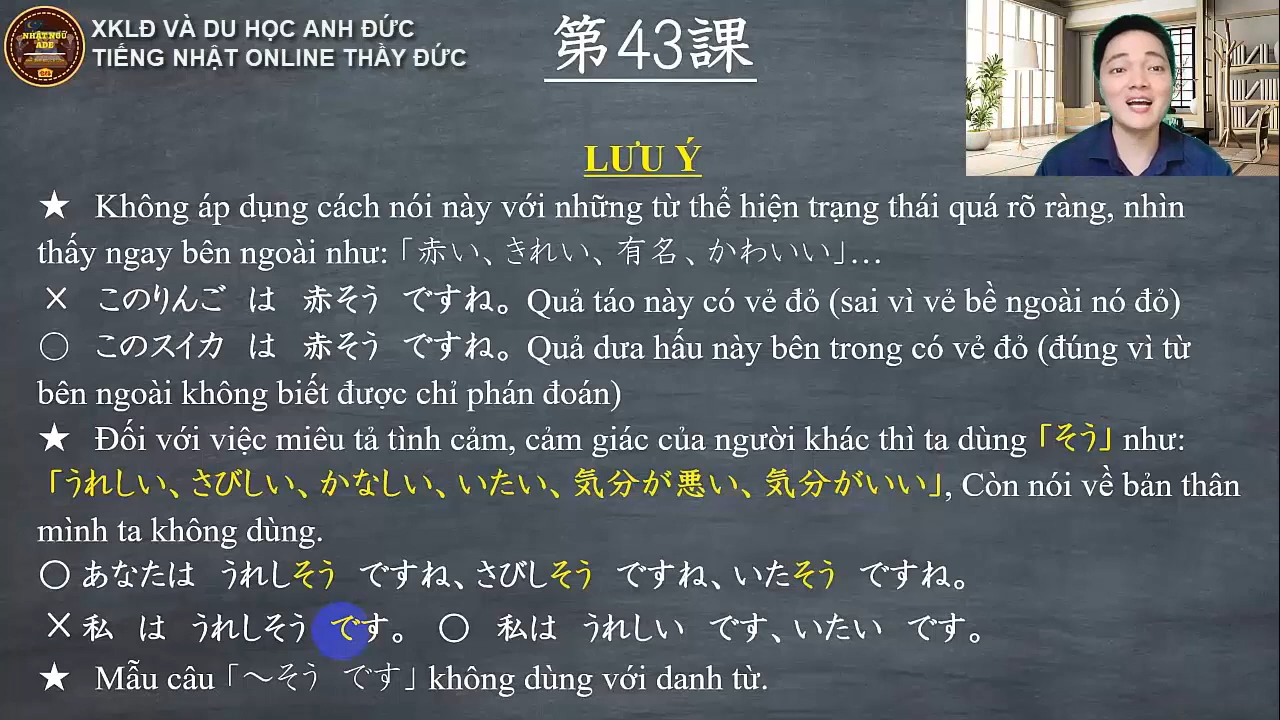 NHẬT NGỮ
ADE
XKLĐ VÀ DU HỌC ANH ĐỨC
TIẾNG NHẬT ONLINE THẦY ĐỨC
第43課
LƯU Ý
★ Không áp dụng cách nói này với những từ thể hiện trạng thái quá rõ ràng, nhìn
thấy ngay bên ngoài như: 「赤い、きれい、有名、かわいい」…
× このりんご は 赤そう ですね。Quả táo này có vẻ đỏ (sai vì vẻ bề ngoài nó đỏ)
○ このスイカ は 赤そう ですね。Quả dưa hấu này bên trong có vẻ đỏ (đúng vì từ
bên ngoài không biết được chỉ phán đoán)
★ Đối với việc miêu tả tình cảm, cảm giác của người khác thì ta dùng 「そう」 như:
「うれしい、さびしい、かなしい、いたい、気分が悪い、気分がいい」, Còn nói về bản thân
mình ta không dùng.
○ あなたは うれしそう ですね、さびしそう ですね、いたそう ですね。
× 私 は うれしそう です。 ○ 私は うれしい です、いたい です。
★ Mẫu câu 「～そう です」 không dùng với danh từ.